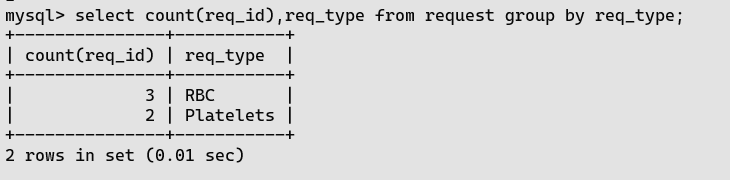 mysql> select count(req_id),req_type from request group by req_type;
+---------------+-----------+
| count(req_id) | req_type  |
+---------------+-----------+
|             3 | RBC       |
|             2 | Platelets |
+---------------+-----------+
2 rows in set (0.01 sec)